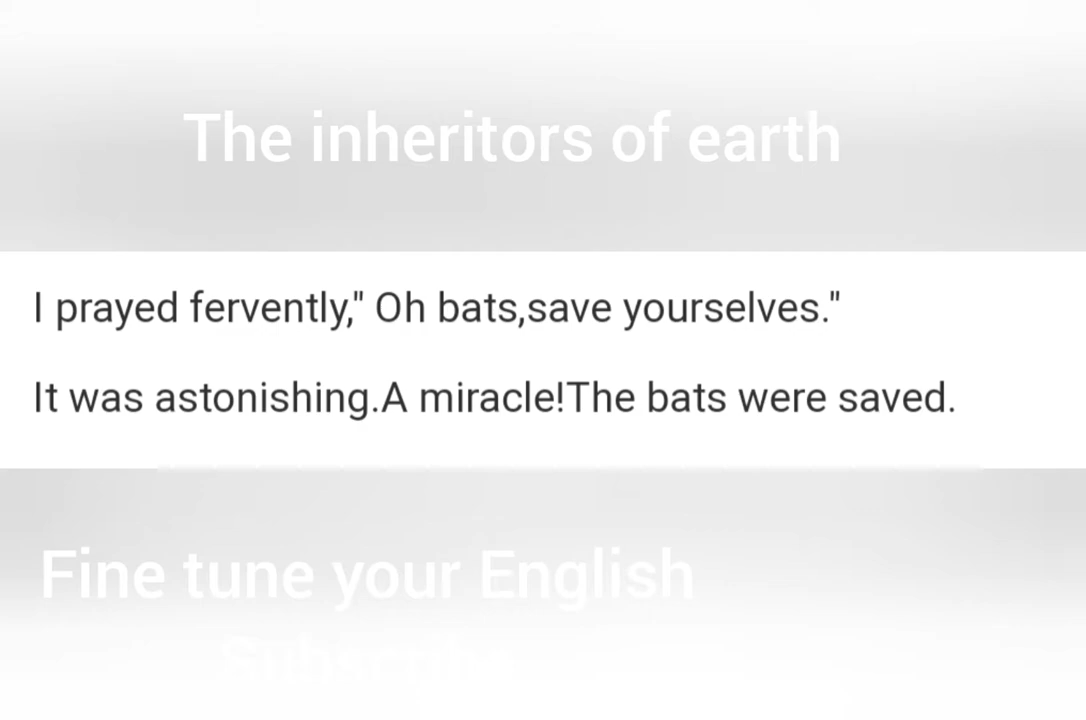 The inheritors of earth
I prayed fervently," Oh bats,save yourselves."
It was astonishing.A miracle!The bats were saved.
Fine tune your English
Subscribe